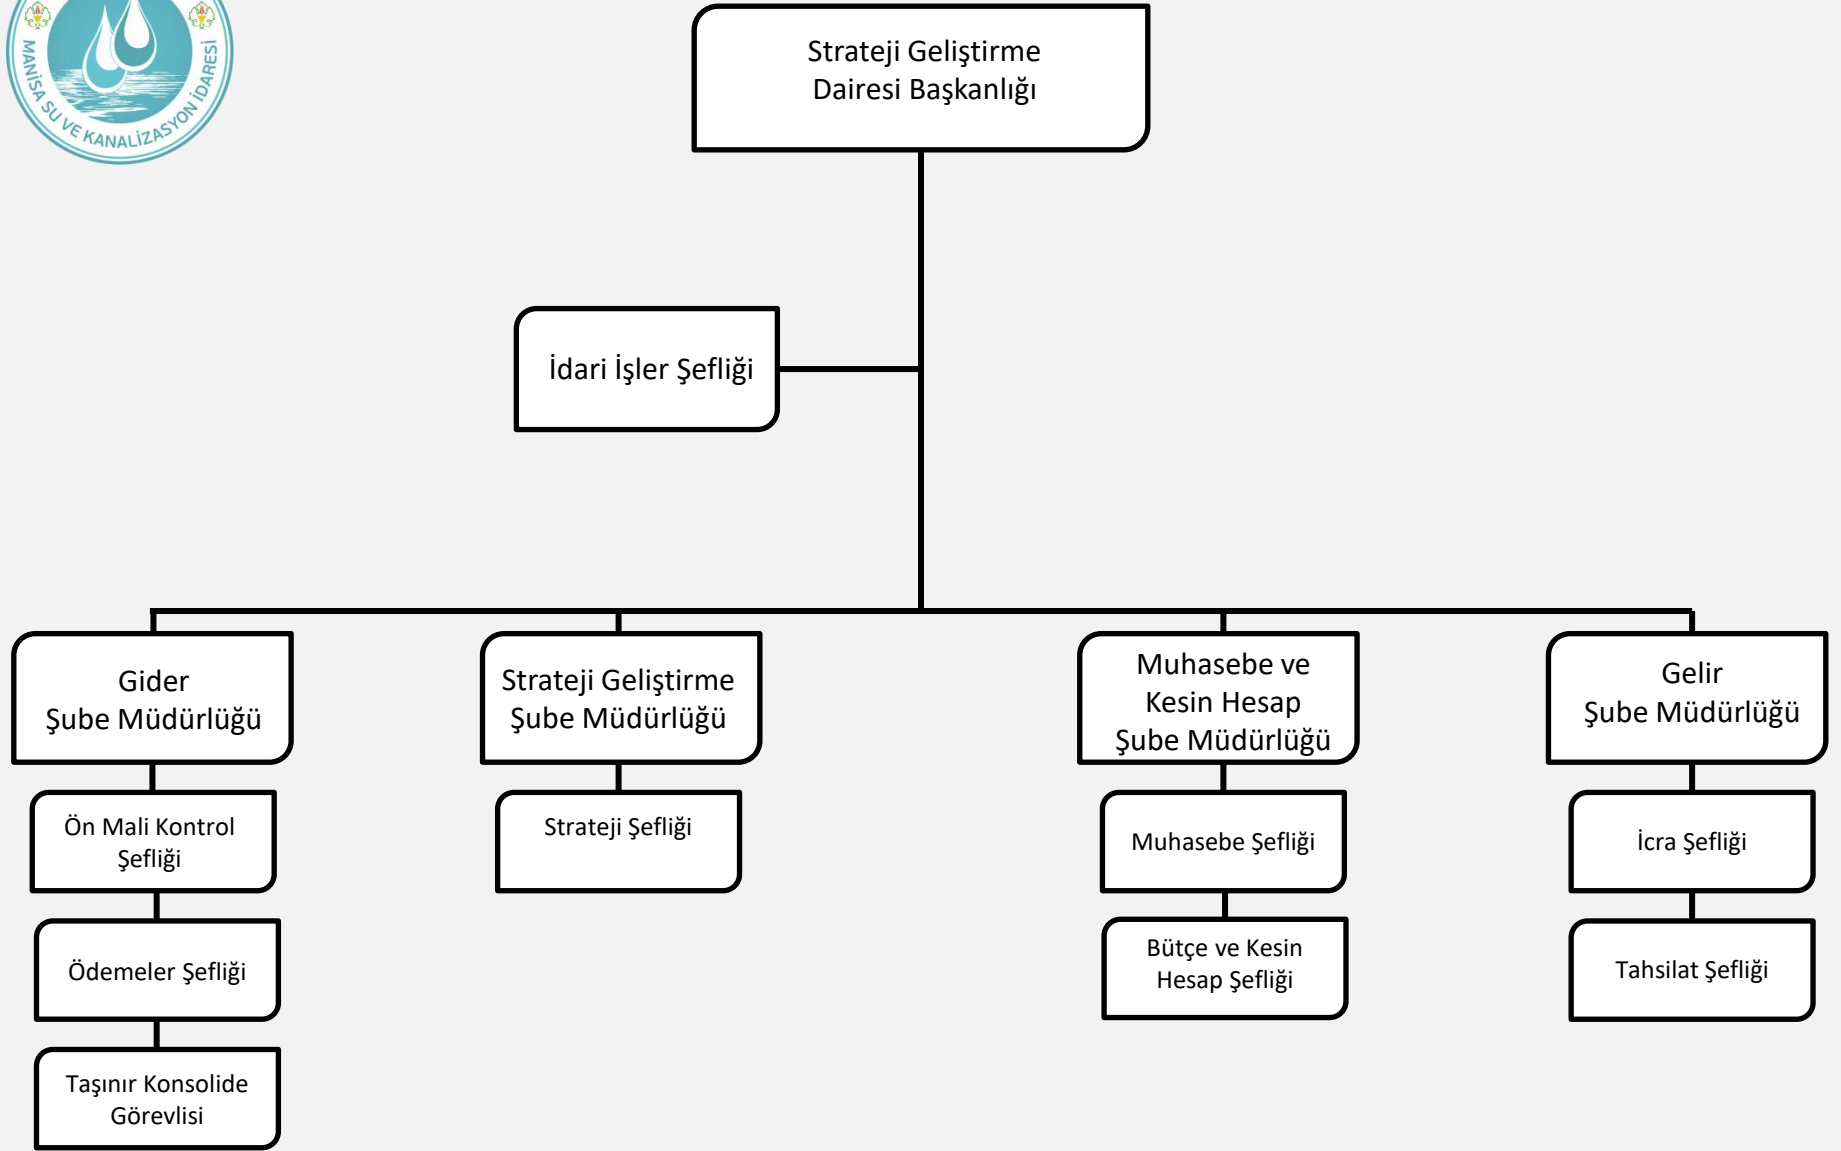 MANİSA SU VE KANALİZASYON İDARESİ
Strateji Geliştirme
Dairesi Başkanlığı
İdari İşler Şefliği
Gider
Şube Müdürlüğü
Ön Mali Kontrol
Şefliği
Ödemeler Şefliği
Taşınır Konsolide
Görevlisi
Strateji Geliştirme
Şube Müdürlüğü
Strateji Şefliği
Muhasebe ve
Kesin Hesap
Şube Müdürlüğü
Muhasebe Şefliği
Bütçe ve Kesin
Hesap Şefliği
Gelir
Şube Müdürlüğü
İcra Şefliği
Tahsilat Şefliği